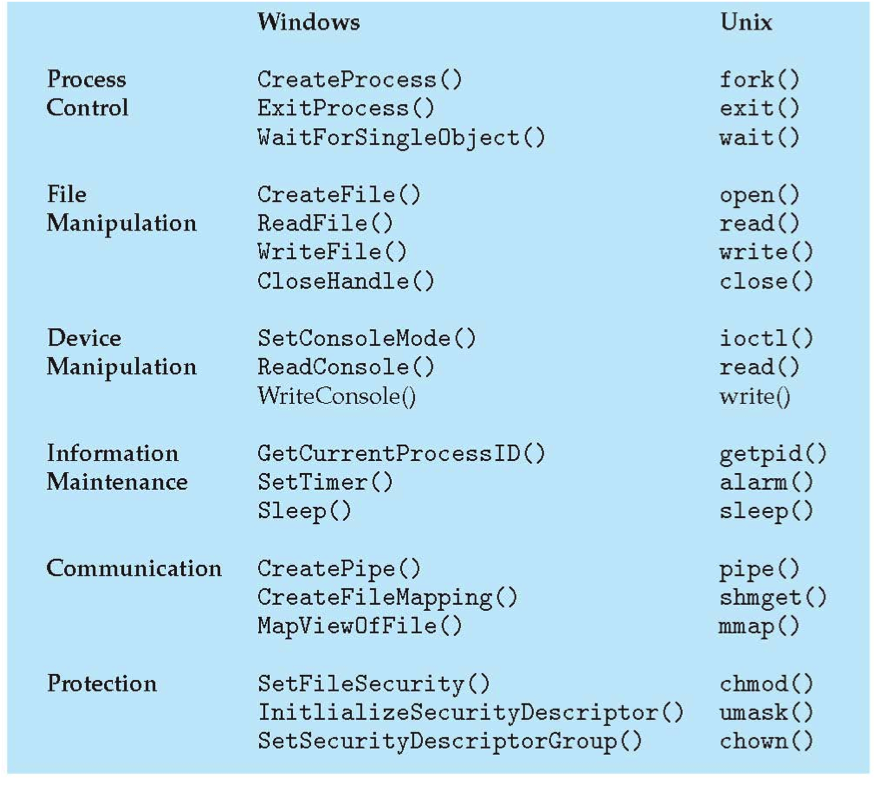 Windows Unix
Process CreateProcess() fork()
Control ExitProcess() exit()
WaitForSingleObject() wait()
File CreateFile() open()
Manipulation ReadFile() read()
WriteFile() write()
CloseHandle() close()
Device SetConsoleMode() ioctl()
Manipulation ReadConsole() read()
WriteConsole() write()
Information GetCurrentProcessID() getpid()
Maintenance SetTimer() alarm()
Sleep() sleep()
Communication CreatePipe() pipe()
CreateFileMapping() shmget()
MapViewOfFile() mmap()
Protection SetFileSecurity() chmod()
InitlializeSecurityDescriptor() umask()
SetSecurityDescriptorGroup() chown()